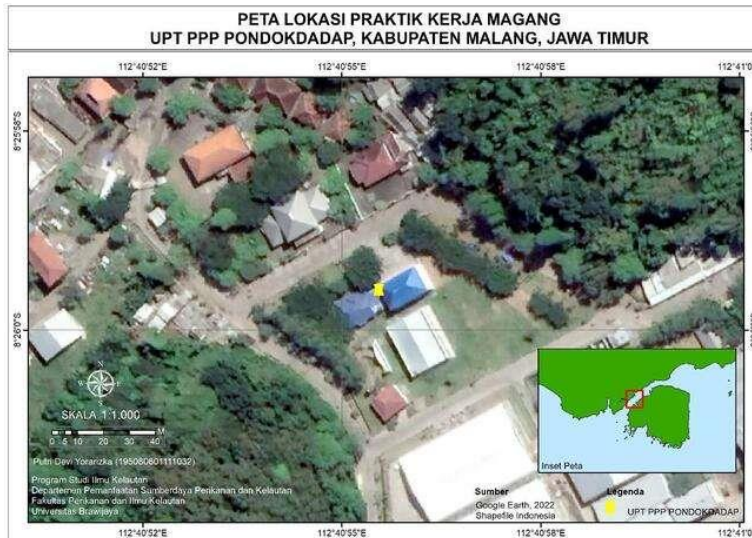 PETA LOKASI PRAKTIK KERJA MAGANG
UPT PPP PONDOKDADAP, KABUPATEN MALANG, JAWA TIMUR
112°40'52"E 112°40'55"E 112°40'58"E 112°41'0
8°25'58"S
8°26'0"S
N
W E
S
SKALA 1:1.000
0 5 10 20 30 40
M
Putri Devi Yorarizka (195080601111032)
Program Studi Ilmu Kelautan
Departemen Pemanfaatan Sumberdaya Perikanan dan Kelautan
Fakultas Perikanan dan Ilmu Kelautan
Universitas Brawijaya
Inset Peta
Sumber
Google Earth, 2022
Shapefile Indonesia
Legenda
UPT PPP PONDOKDADAP
112°40'52"E 112°40'55"E 112°40'58"E 112°41'0